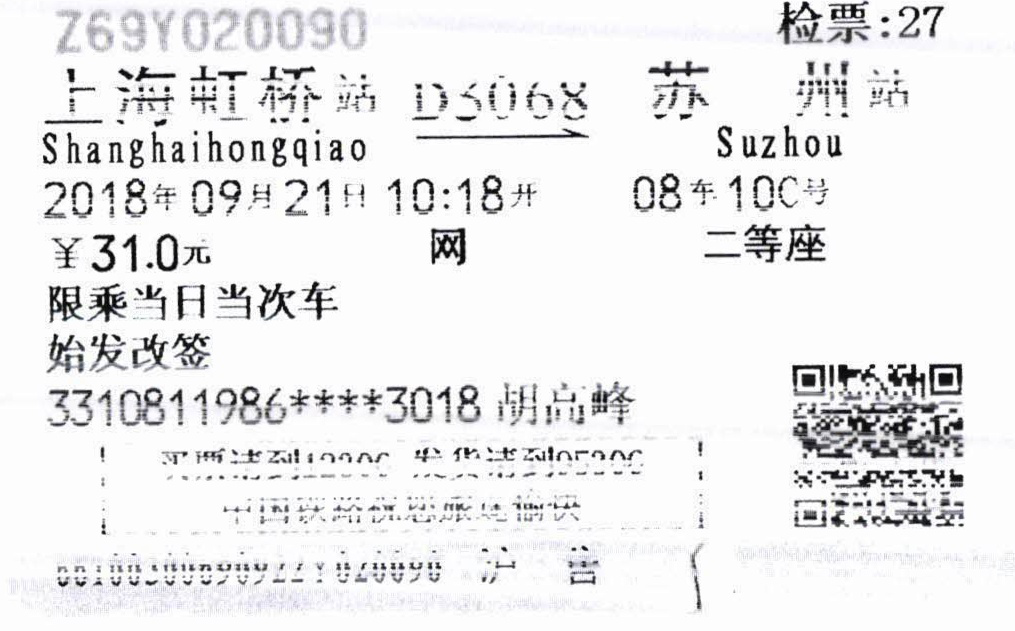 Z69Y020090 检票:27
上海虹桥站 D3068 苏州站
Shanghaihongqiao Suzhou
2018年09月21日 10:18开 08车10C号
¥31.0元 网 二等座
限乘当日当次车
始发改签
3310811986****3018 胡高峰
买票请到12306 发货请到95306
中国铁路祝您旅途愉快